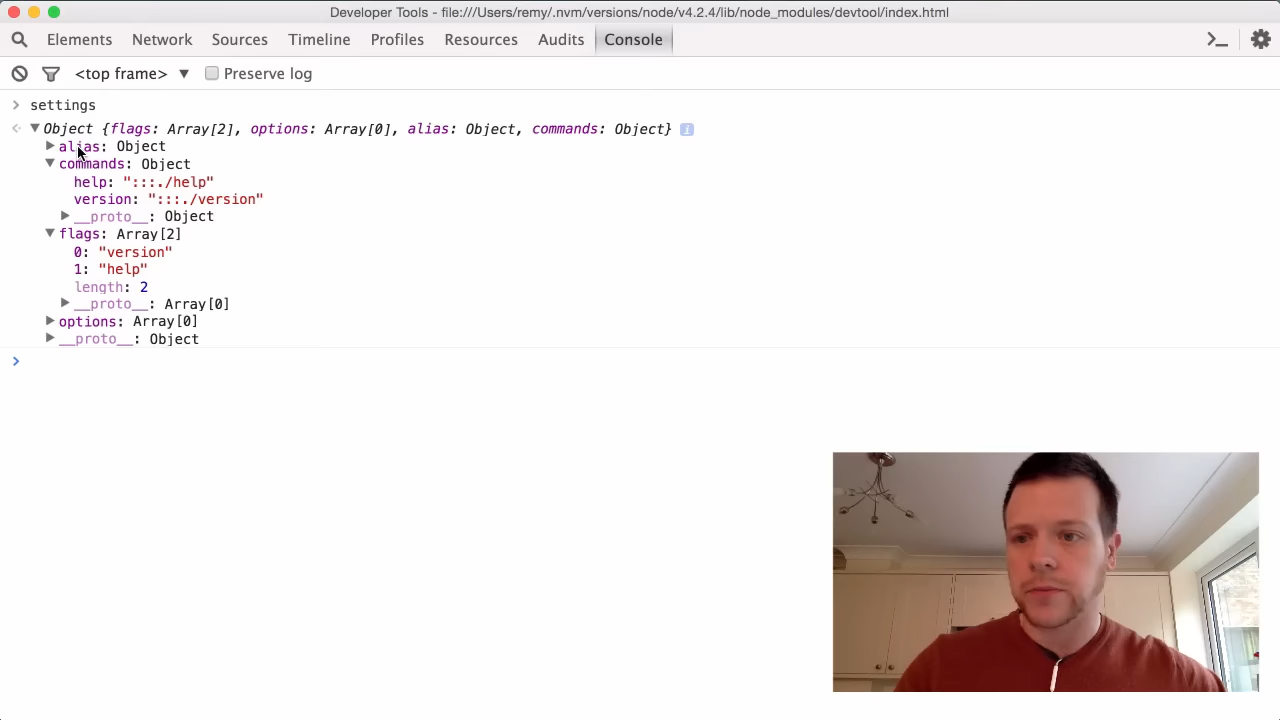 Developer Tools - file:///Users/remy/.nvm/versions/node/v4.2.4/lib/node_modules/devtool/index.html
Elements Network Sources Timeline Profiles Resources Audits Console
<top frame> ▼ Preserve log
> settings
Object {flags: Array[2], options: Array[0], alias: Object, commands: Object} i
alias: Object
commands: Object
help: ":::./help"
version: ":::./version"
__proto__: Object
flags: Array[2]
0: "version"
1: "help"
length: 2
__proto__: Array[0]
options: Array[0]
__proto__: Object
>